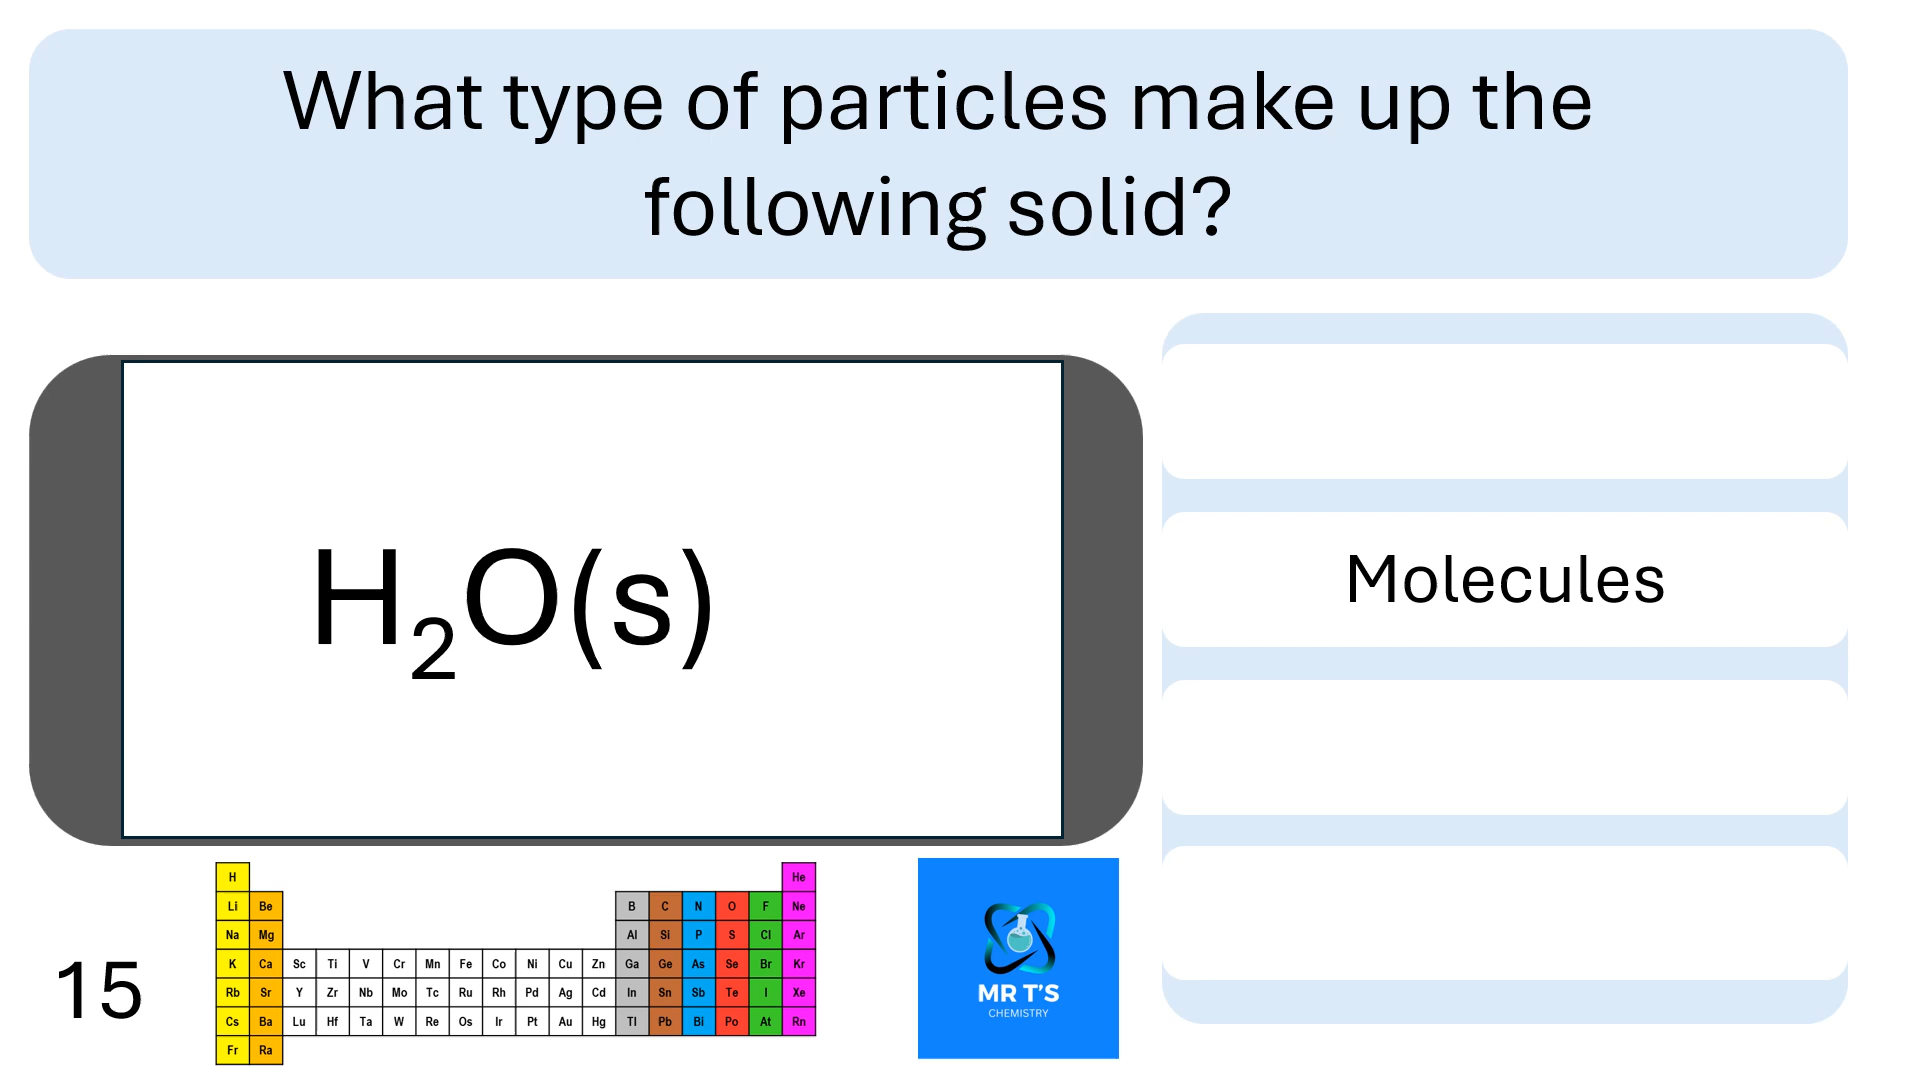 What type of particles make up the
following solid?
H₂O(s)
Molecules
15
H He
Li Be B C N O F Ne
Na Mg Al Si P S Cl Ar
K Ca Sc Ti V Cr Mn Fe Co Ni Cu Zn Ga Ge As Se Br Kr
Rb Sr Y Zr Nb Mo Tc Ru Rh Pd Ag Cd In Sn Sb Te I Xe
Cs Ba Lu Hf Ta W Re Os Ir Pt Au Hg Tl Pb Bi Po At Rn
Fr Ra
MR T'S
CHEMISTRY